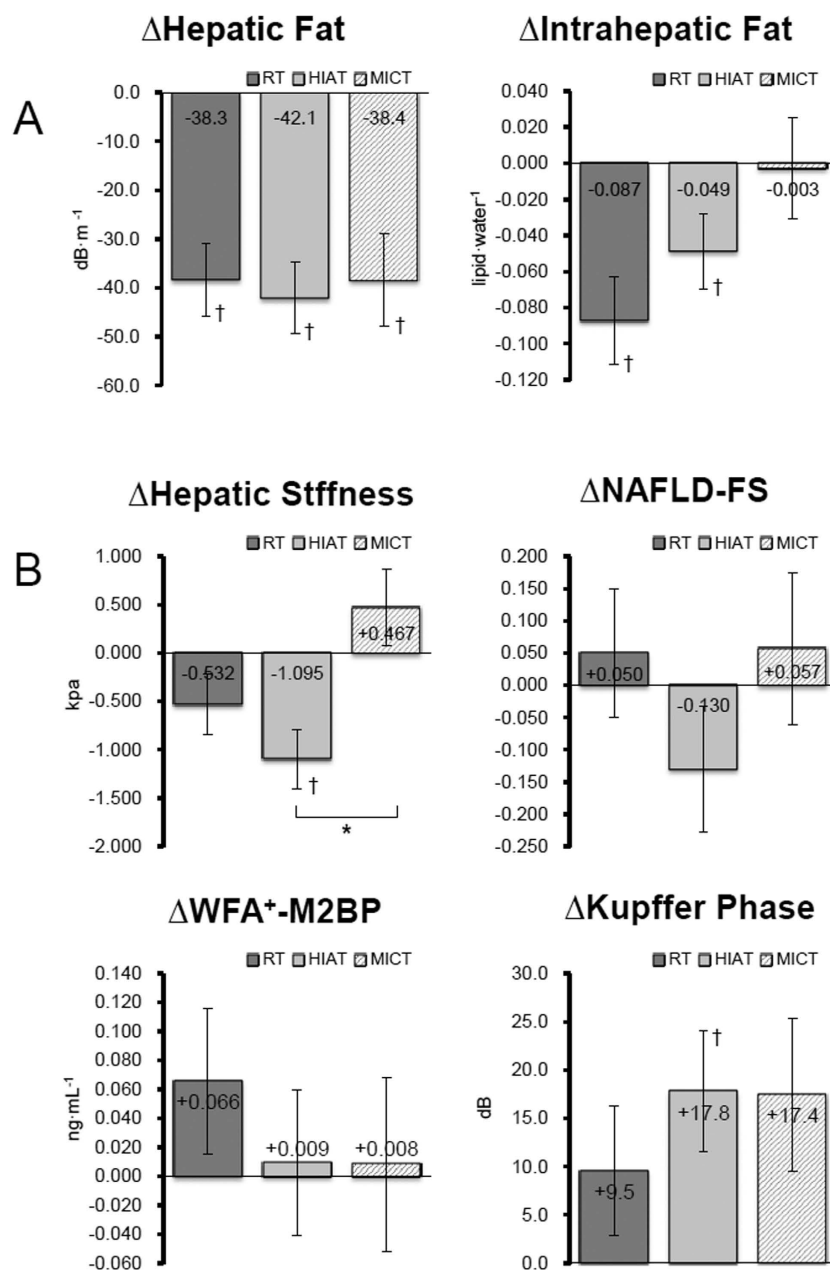 ΔHepatic Fat
RT HIAT MICT
A
0.0
-10.0
-20.0
-30.0
-40.0
-50.0
-60.0
dB·m⁻¹
-38.3 -42.1 -38.4
† † †
ΔIntrahepatic Fat
RT HIAT MICT
0.040
0.020
0.000
-0.020
-0.040
-0.060
-0.080
-0.100
-0.120
lipid·water⁻¹
-0.087 -0.049 -0.003
† †
ΔHepatic Stffness
RT HIAT MICT
B
1.000
0.500
0.000
-0.500
-1.000
-1.500
-2.000
kpa
-0.532 -1.095 +0.467
†
*
ΔNAFLD-FS
RT HIAT MICT
0.200
0.150
0.100
0.050
0.000
-0.050
-0.100
-0.150
-0.200
-0.250
+0.050 -0.130 +0.057
ΔWFA⁺-M2BP
RT HIAT MICT
0.140
0.120
0.100
0.080
0.060
0.040
0.020
0.000
-0.020
-0.040
-0.060
ng·mL⁻¹
+0.066 +0.009 +0.008
ΔKupffer Phase
RT HIAT MICT
30.0
25.0
20.0
15.0
10.0
5.0
0.0
dB
+9.5 +17.8 +17.4
†